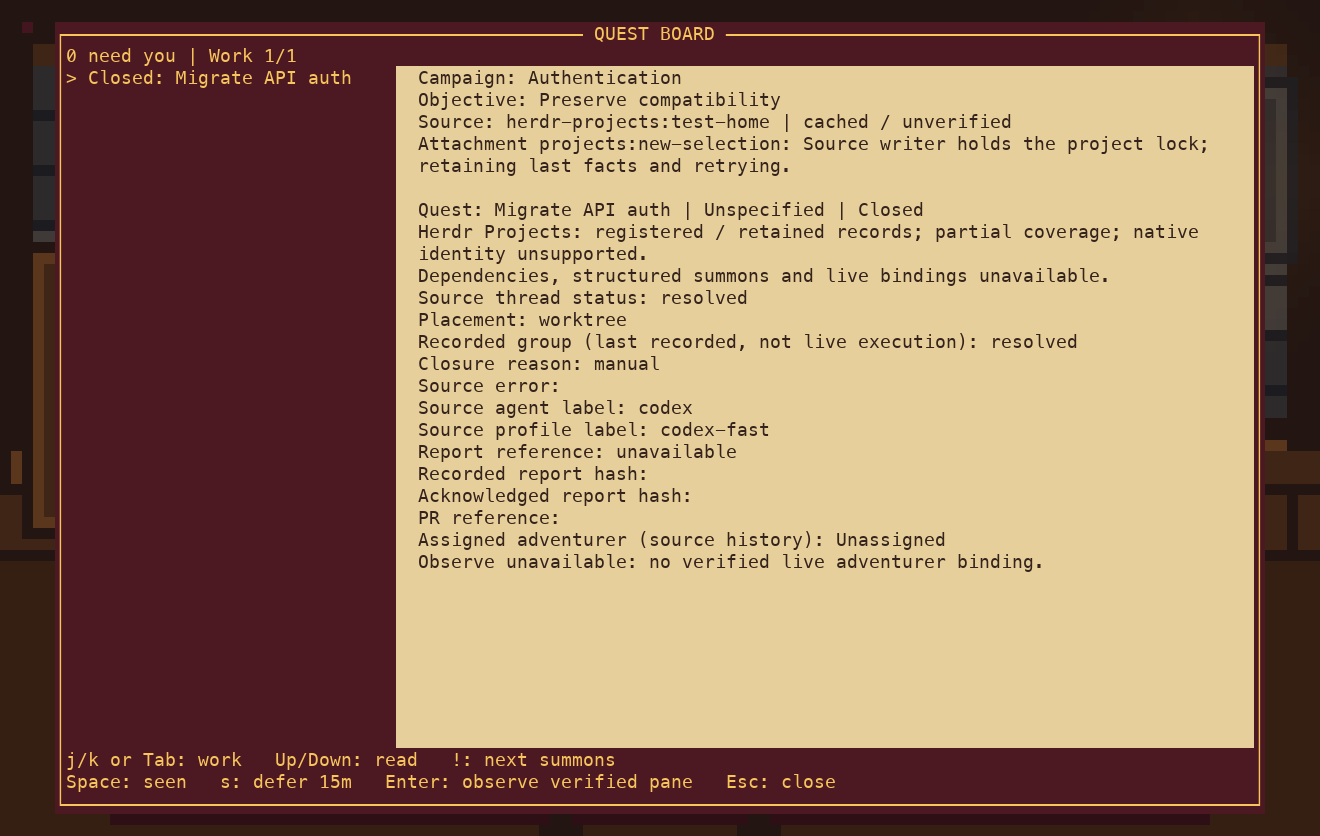 QUEST BOARD
0 need you | Work 1/1
> Closed: Migrate API auth
Campaign: Authentication
Objective: Preserve compatibility
Source: herdr-projects:test-home | cached / unverified
Attachment projects:new-selection: Source writer holds the project lock;
retaining last facts and retrying.
Quest: Migrate API auth | Unspecified | Closed
Herdr Projects: registered / retained records; partial coverage; native
identity unsupported.
Dependencies, structured summons and live bindings unavailable.
Source thread status: resolved
Placement: worktree
Recorded group (last recorded, not live execution): resolved
Closure reason: manual
Source error:
Source agent label: codex
Source profile label: codex-fast
Report reference: unavailable
Recorded report hash:
Acknowledged report hash:
PR reference:
Assigned adventurer (source history): Unassigned
Observe unavailable: no verified live adventurer binding.
j/k or Tab: work   Up/Down: read   !: next summons
Space: seen   s: defer 15m   Enter: observe verified pane   Esc: close